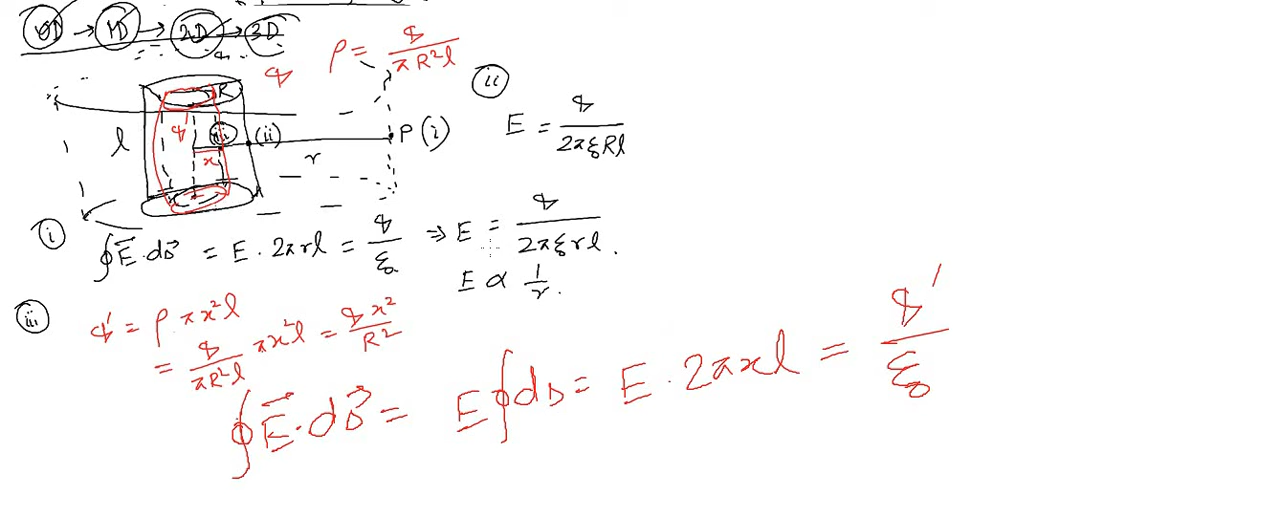 0D → 1D → 2D → 3D
q ρ = q / πR²l
R
l q' (iii) (ii) P (i)
x r
(ii)
E = q / 2πε₀Rl
(i) ∮E⃗·ds⃗ = E · 2πrl = q / ε₀ ⇒ E = q / 2πε₀rl .
E ∝ 1/r .
(iii) q' = ρ πx²l
= q / πR²l πx²l = qx² / R²
∮E⃗·ds⃗ = E∮ds = E · 2πxl = q' / ε₀